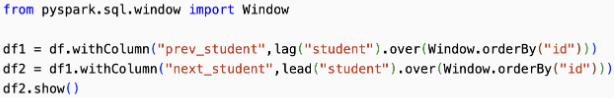 from pyspark.sql.window import Window
df1 = df.withColumn("prev_student",lag("student").over(Window.orderBy("id")))
df2 = df1.withColumn("next_student",lead("student").over(Window.orderBy("id")))
df2.show()